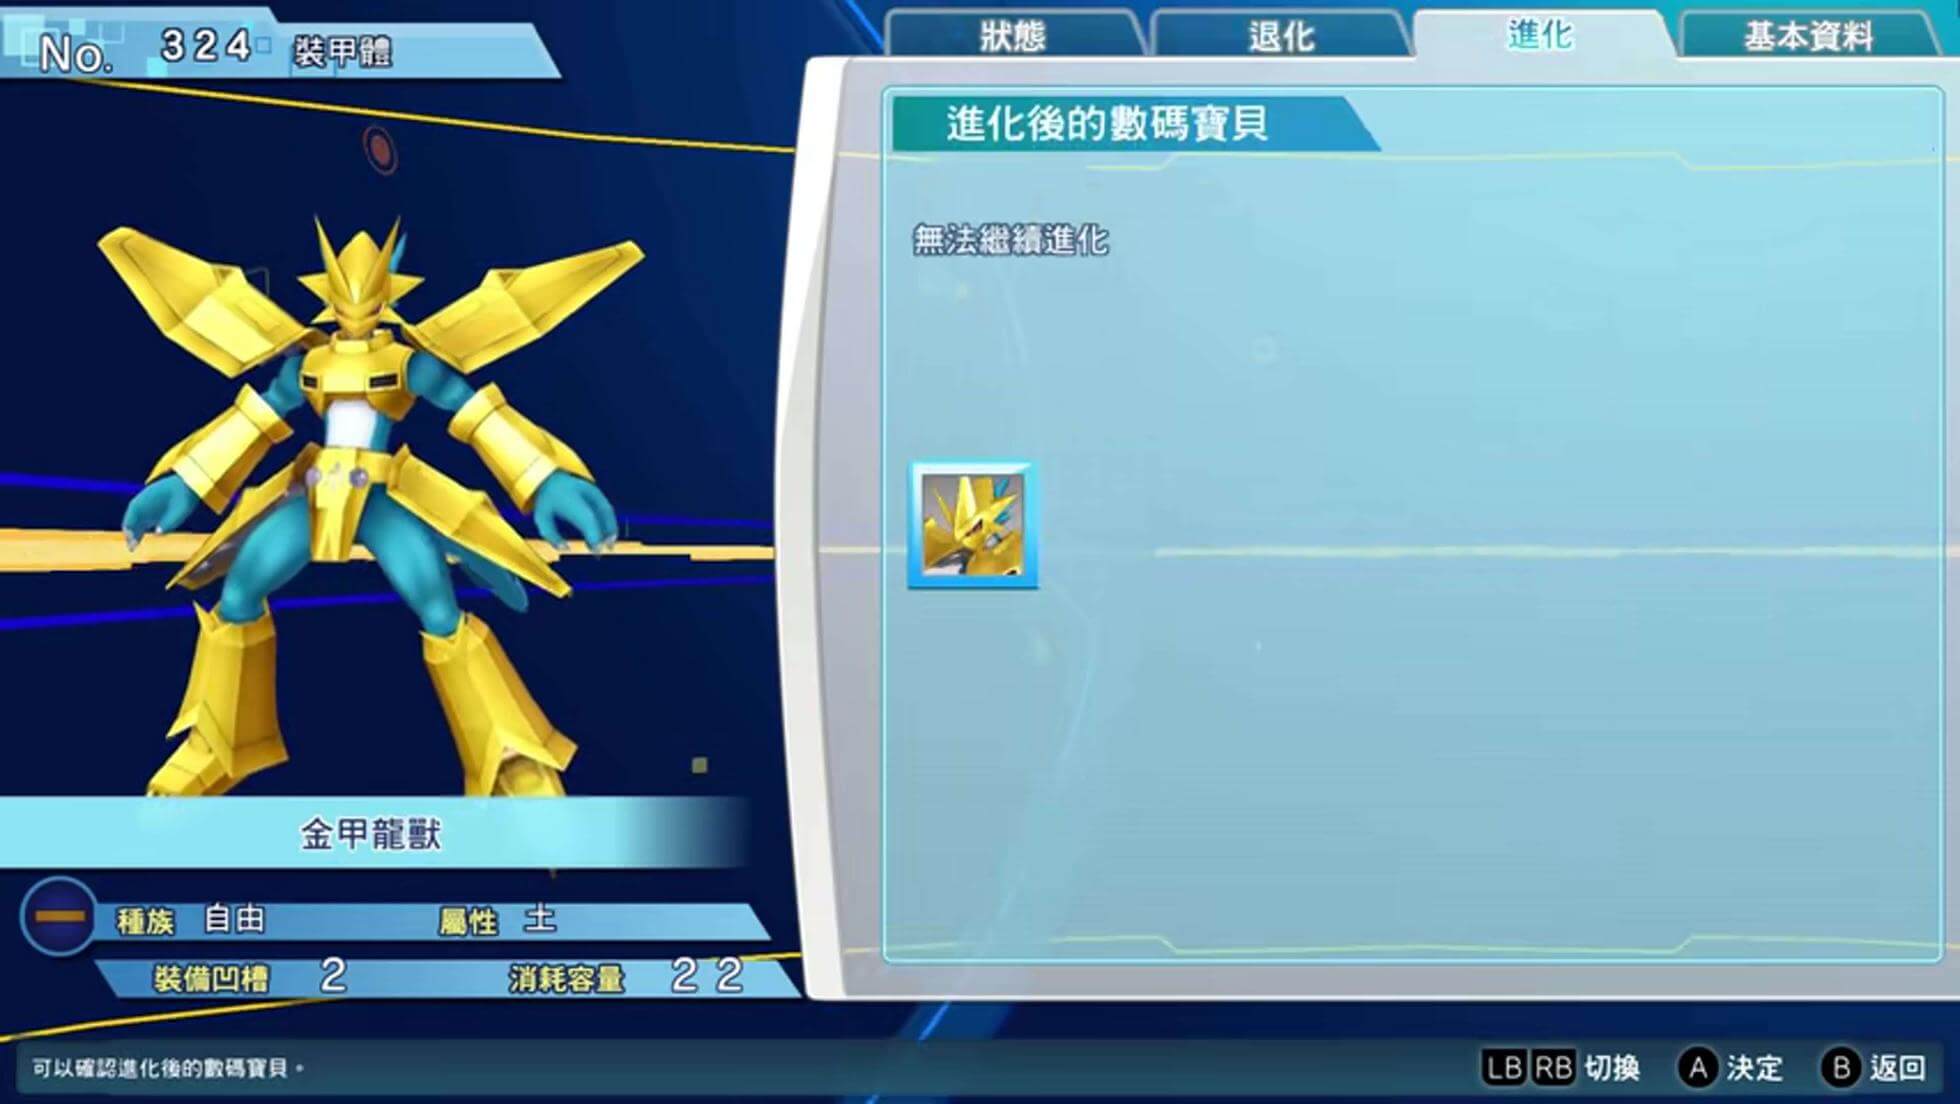 No. 324 裝甲體
狀態 退化 進化 基本資料
進化後的數碼寶貝
無法繼續進化
金甲龍獸
種族 自由 屬性 土
裝備凹槽 2 消耗容量 22
可以確認進化後的數碼寶貝。
LB RB 切換 A 決定 B 返回